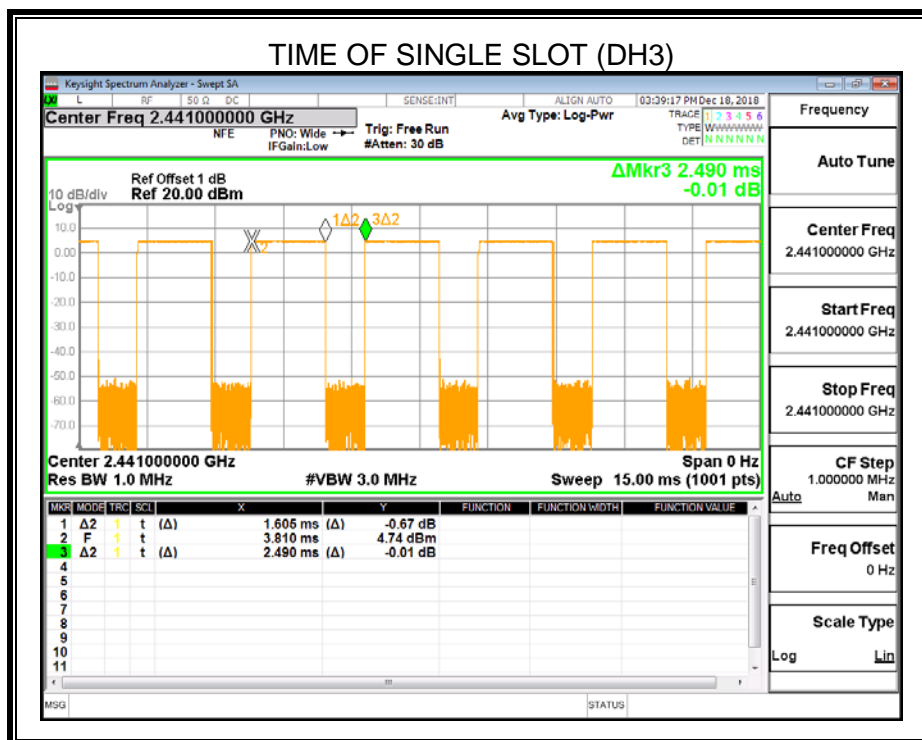 TIME OF SINGLE SLOT (DH3)
Keysight Spectrum Analyzer - Swept SA
L RF 50 Ω DC SENSE:INT ALIGN AUTO 03:39:17 PM Dec 18, 2018
Center Freq 2.441000000 GHz
NFE
PNO: Wide
IFGain:Low
Trig: Free Run
#Atten: 30 dB
Avg Type: Log-Pwr
TRACE 1 2 3 4 5 6
TYPE WWWWWW
DET N N N N N N
Ref Offset 1 dB
10 dB/div Ref 20.00 dBm
Log
ΔMkr3 2.490 ms
-0.01 dB
1Δ2 3Δ2
10.0
0.00
-10.0
-20.0
-30.0
-40.0
-50.0
-60.0
-70.0
Center 2.441000000 GHz Span 0 Hz
Res BW 1.0 MHz #VBW 3.0 MHz Sweep 15.00 ms (1001 pts)
MKR MODE TRC SCL X Y FUNCTION FUNCTION WIDTH FUNCTION VALUE
1 Δ2 1 t (Δ) 1.605 ms (Δ) -0.67 dB
2 F 1 t 3.810 ms 4.74 dBm
3 Δ2 1 t (Δ) 2.490 ms (Δ) -0.01 dB
4
5
6
7
8
9
10
11
MSG STATUS
Frequency
Auto Tune
Center Freq
2.441000000 GHz
Start Freq
2.441000000 GHz
Stop Freq
2.441000000 GHz
CF Step
1.000000 MHz
Auto Man
Freq Offset
0 Hz
Scale Type
Log Lin